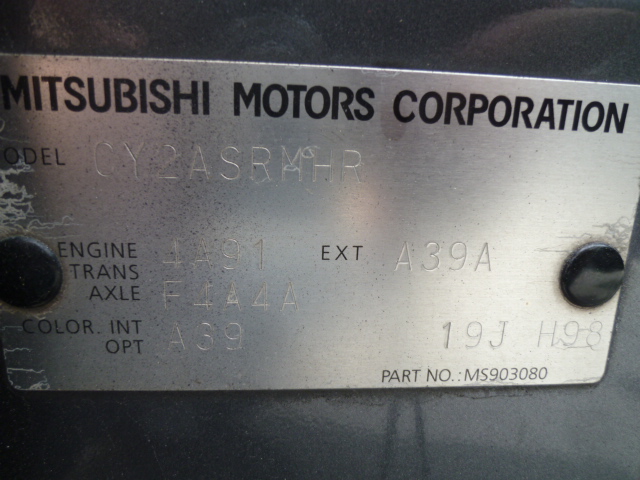 MITSUBISHI MOTORS CORPORATION
MODEL CY2ASRMHR
ENGINE 4A91 EXT A39A
TRANS
AXLE F4A4A
COLOR. INT A39 19J H98
OPT
PART NO.: MS903080